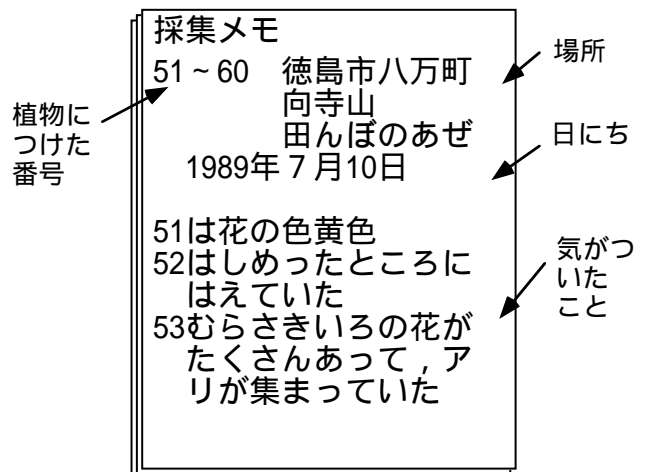 採集メモ
51~60 徳島市八万町
向寺山
田んぼのあぜ
1989年7月10日
51は花の色黄色
52はしめったところに
はえていた
53むらさきいろの花が
たくさんあって,ア
リが集まっていた
植物に
つけた
番号
場所
日にち
気がつ
いた
こと